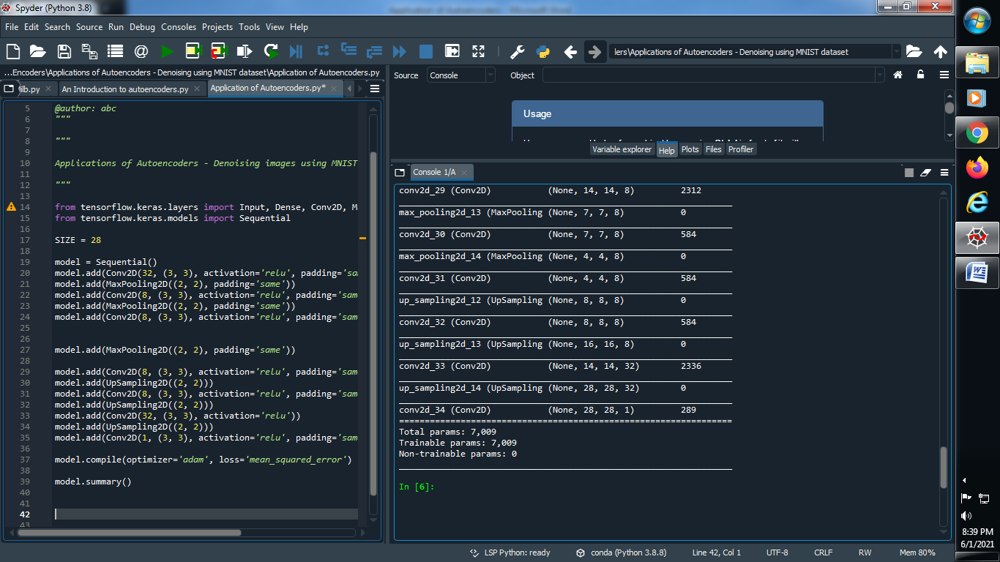 Spyder (Python 3.8)
File Edit Search Source Run Debug Consoles Projects Tools View Help
lers\Applications of Autoencoders - Denoising using MNIST dataset
...Encoders\Applications of Autoencoders - Denoising using MNIST dataset\Application of Autoencoders.py
ilb.py An Introduction to autoencoders.py Application of Autoencoders.py*
5 @author: abc
6 """
7
8 """
9
10 Applications of Autoencoders - Denoising images using MNIST
11
12 """
13
14 from tensorflow.keras.layers import Input, Dense, Conv2D, M
15 from tensorflow.keras.models import Sequential
16
17 SIZE = 28
18
19 model = Sequential()
20 model.add(Conv2D(32, (3, 3), activation='relu', padding='sa
21 model.add(MaxPooling2D((2, 2), padding='same'))
22 model.add(Conv2D(8, (3, 3), activation='relu', padding='sam
23 model.add(MaxPooling2D((2, 2), padding='same'))
24 model.add(Conv2D(8, (3, 3), activation='relu', padding='sam
25
26
27 model.add(MaxPooling2D((2, 2), padding='same'))
28
29 model.add(Conv2D(8, (3, 3), activation='relu', padding='sam
30 model.add(UpSampling2D((2, 2)))
31 model.add(Conv2D(8, (3, 3), activation='relu', padding='sam
32 model.add(UpSampling2D((2, 2)))
33 model.add(Conv2D(32, (3, 3), activation='relu'))
34 model.add(UpSampling2D((2, 2)))
35 model.add(Conv2D(1, (3, 3), activation='relu', padding='sam
36
37 model.compile(optimizer='adam', loss='mean_squared_error')
38
39 model.summary()
40
41
42
43
Source Console Object
Usage
Variable explorer Help Plots Files Profiler
Console 1/A
conv2d_29 (Conv2D) (None, 14, 14, 8) 2312
max_pooling2d_13 (MaxPooling (None, 7, 7, 8) 0
conv2d_30 (Conv2D) (None, 7, 7, 8) 584
max_pooling2d_14 (MaxPooling (None, 4, 4, 8) 0
conv2d_31 (Conv2D) (None, 4, 4, 8) 584
up_sampling2d_12 (UpSampling (None, 8, 8, 8) 0
conv2d_32 (Conv2D) (None, 8, 8, 8) 584
up_sampling2d_13 (UpSampling (None, 16, 16, 8) 0
conv2d_33 (Conv2D) (None, 14, 14, 32) 2336
up_sampling2d_14 (UpSampling (None, 28, 28, 32) 0
conv2d_34 (Conv2D) (None, 28, 28, 1) 289
=================================================================
Total params: 7,009
Trainable params: 7,009
Non-trainable params: 0
In [6]:
LSP Python: ready conda (Python 3.8.8) Line 42, Col 1 UTF-8 CRLF RW Mem 80%
8:39 PM
6/1/2021